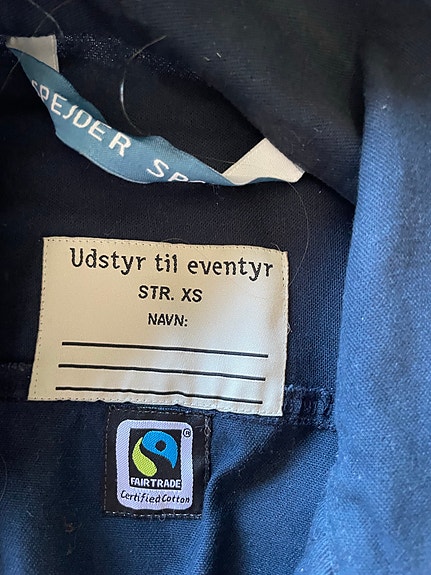 SPEJDER SP
Udstyr til eventyr
STR. XS
NAVN:
FAIRTRADE
®
Certified Cotton